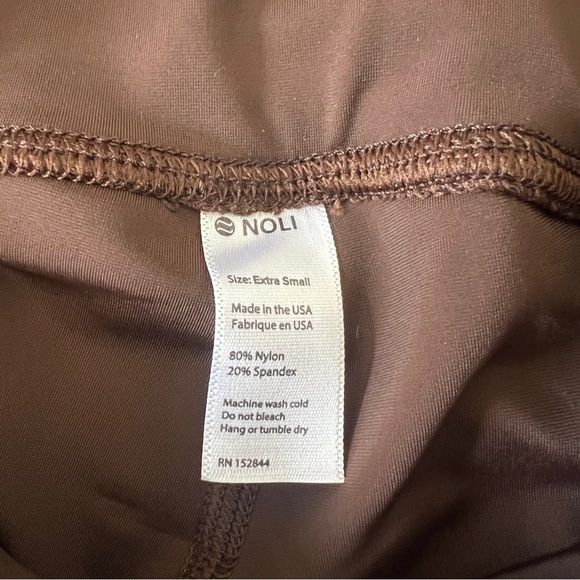 NOLI
Size: Extra Small
Made in the USA
Fabrique en USA
80% Nylon
20% Spandex
Machine wash cold
Do not bleach
Hang or tumble dry
RN 152844